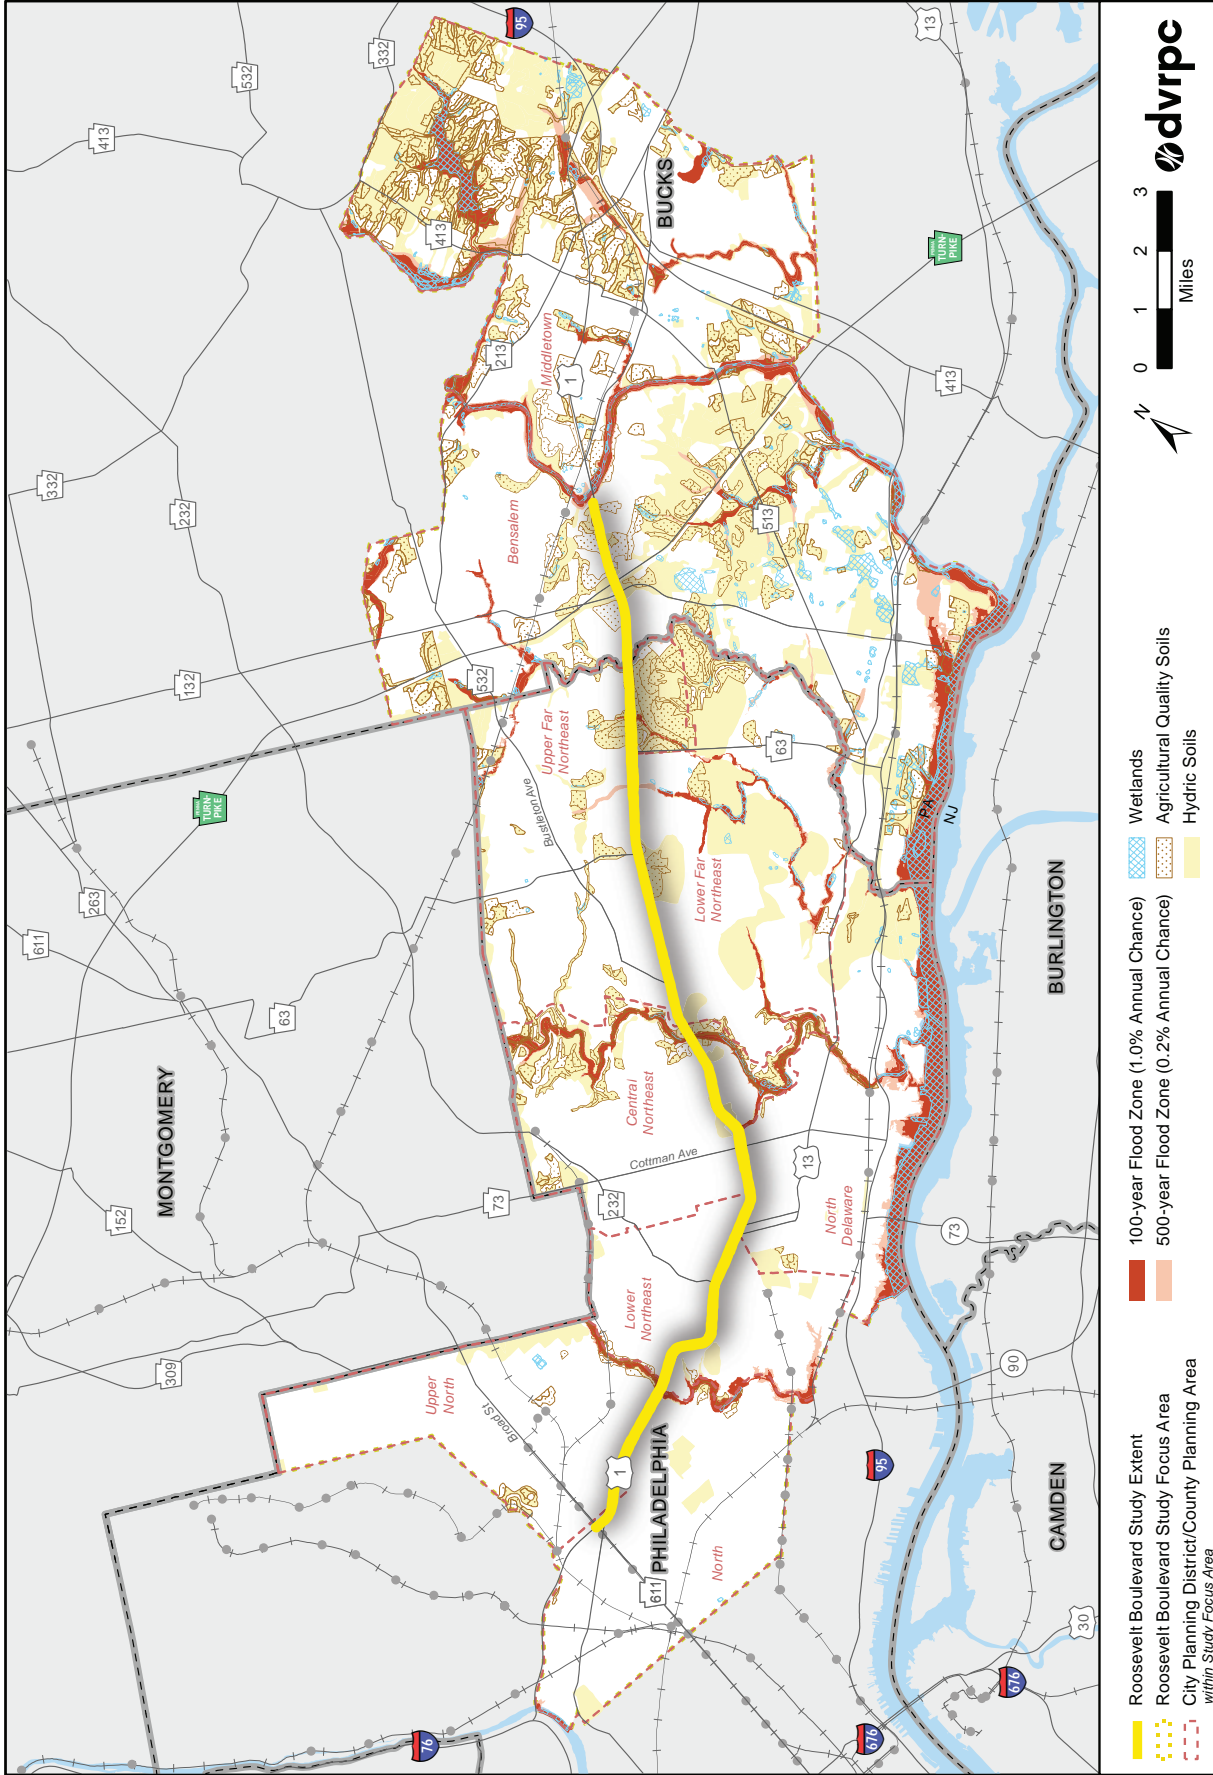 MONTGOMERY
PHILADELPHIA
BUCKS
BURLINGTON
CAMDEN
Upper
North
North
Lower
Northeast
Central
Northeast
North
Delaware
Lower Far
Northeast
Upper Far
Northeast
Bensalem
Middletown
Broad St
Cottman Ave
Bustleton Ave
PA
NJ
76
676
676
95
95
30
90
73
73
13
13
1
1
611
611
309
152
232
232
263
63
63
132
532
532
332
332
413
413
413
213
513
TURN-
PIKE
TURN-
PIKE
Roosevelt Boulevard Study Extent
Roosevelt Boulevard Study Focus Area
City Planning District/County Planning Area
within Study Focus Area
100-year Flood Zone (1.0% Annual Chance)
500-year Flood Zone (0.2% Annual Chance)
Wetlands
Agricultural Quality Soils
Hydric Soils
N
0 1 2 3
Miles
dvrpc